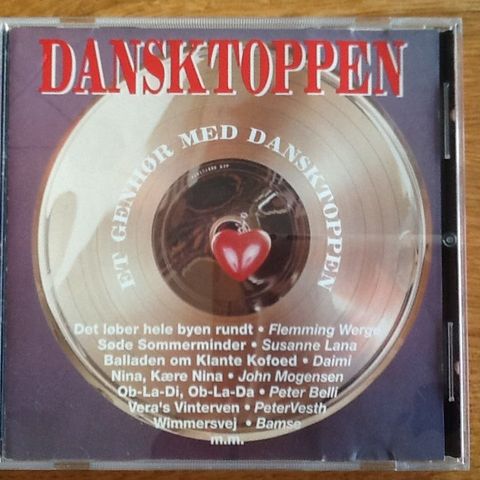 DANSKTOPPEN
ET GENHØR MED DANSKTOPPEN
Det løber hele byen rundt • Flemming Werge
Søde Sommerminder • Susanne Lana
Balladen om Klante Kofoed • Daimi
Nina, Kære Nina • John Mogensen
Ob-La-Di, Ob-La-Da • Peter Belli
Vera's Vinterven • PeterVesth
Wimmersvej • Bamse
m.m.